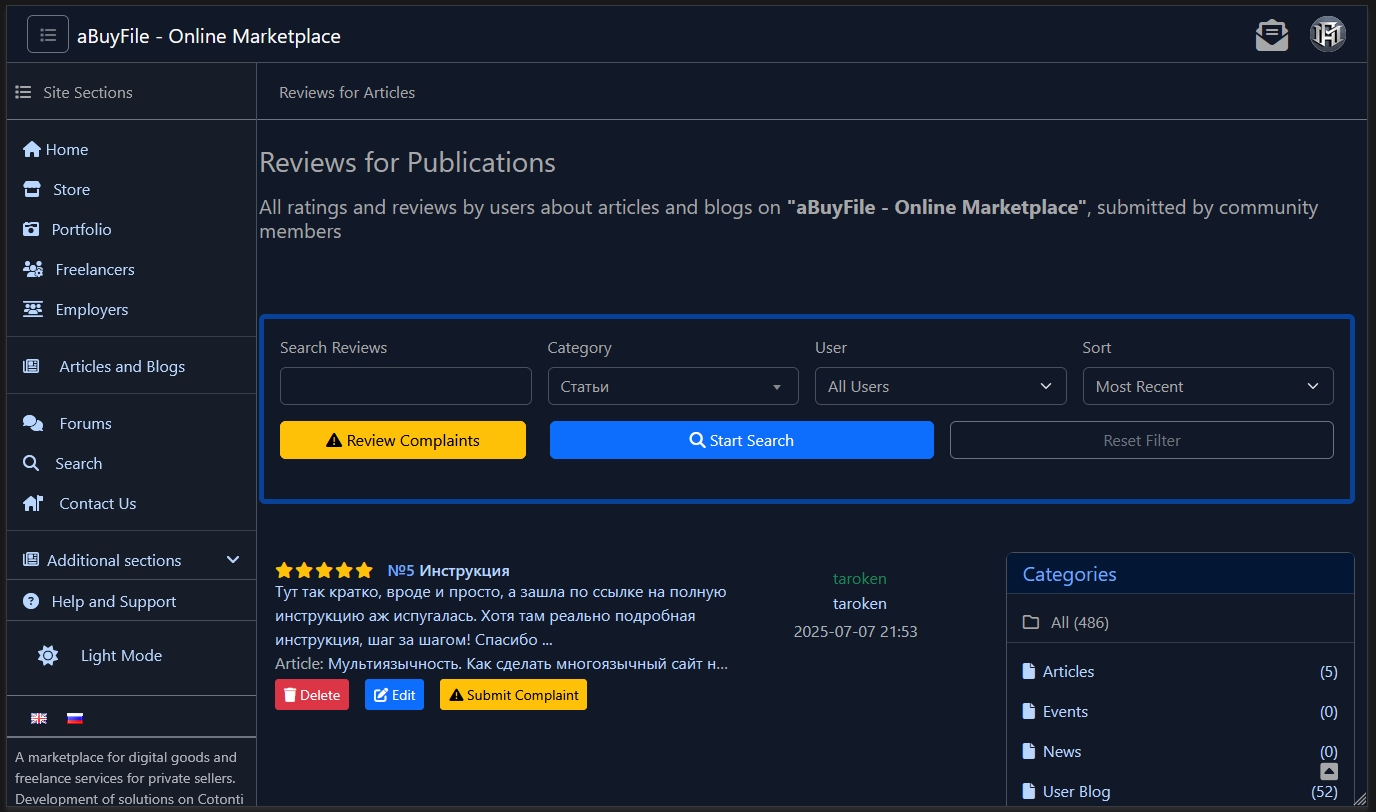 aBuyFile - Online Marketplace
Site Sections
Reviews for Articles
Home
Store
Portfolio
Freelancers
Employers
Articles and Blogs
Forums
Search
Contact Us
Additional sections
Help and Support
Light Mode
A marketplace for digital goods and
freelance services for private sellers.
Development of solutions on Cotonti
Reviews for Publications
All ratings and reviews by users about articles and blogs on "aBuyFile - Online Marketplace", submitted by community
members
Search Reviews
Category
User
Sort
Статьи
All Users
Most Recent
Review Complaints
Start Search
Reset Filter
№5 Инструкция
Тут так кратко, вроде и просто, а зашла по ссылке на полную
инструкцию аж испугалась. Хотя там реально подробная
инструкция, шаг за шагом! Спасибо ...
Article: Мультиязычность. Как сделать многоязычный сайт н...
Delete
Edit
Submit Complaint
taroken
taroken
2025-07-07 21:53
Categories
All (486)
Articles (5)
Events (0)
News (0)
User Blog (52)